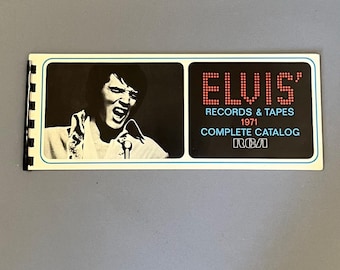 ELVIS'
RECORDS & TAPES
1971
COMPLETE CATALOG
RCA